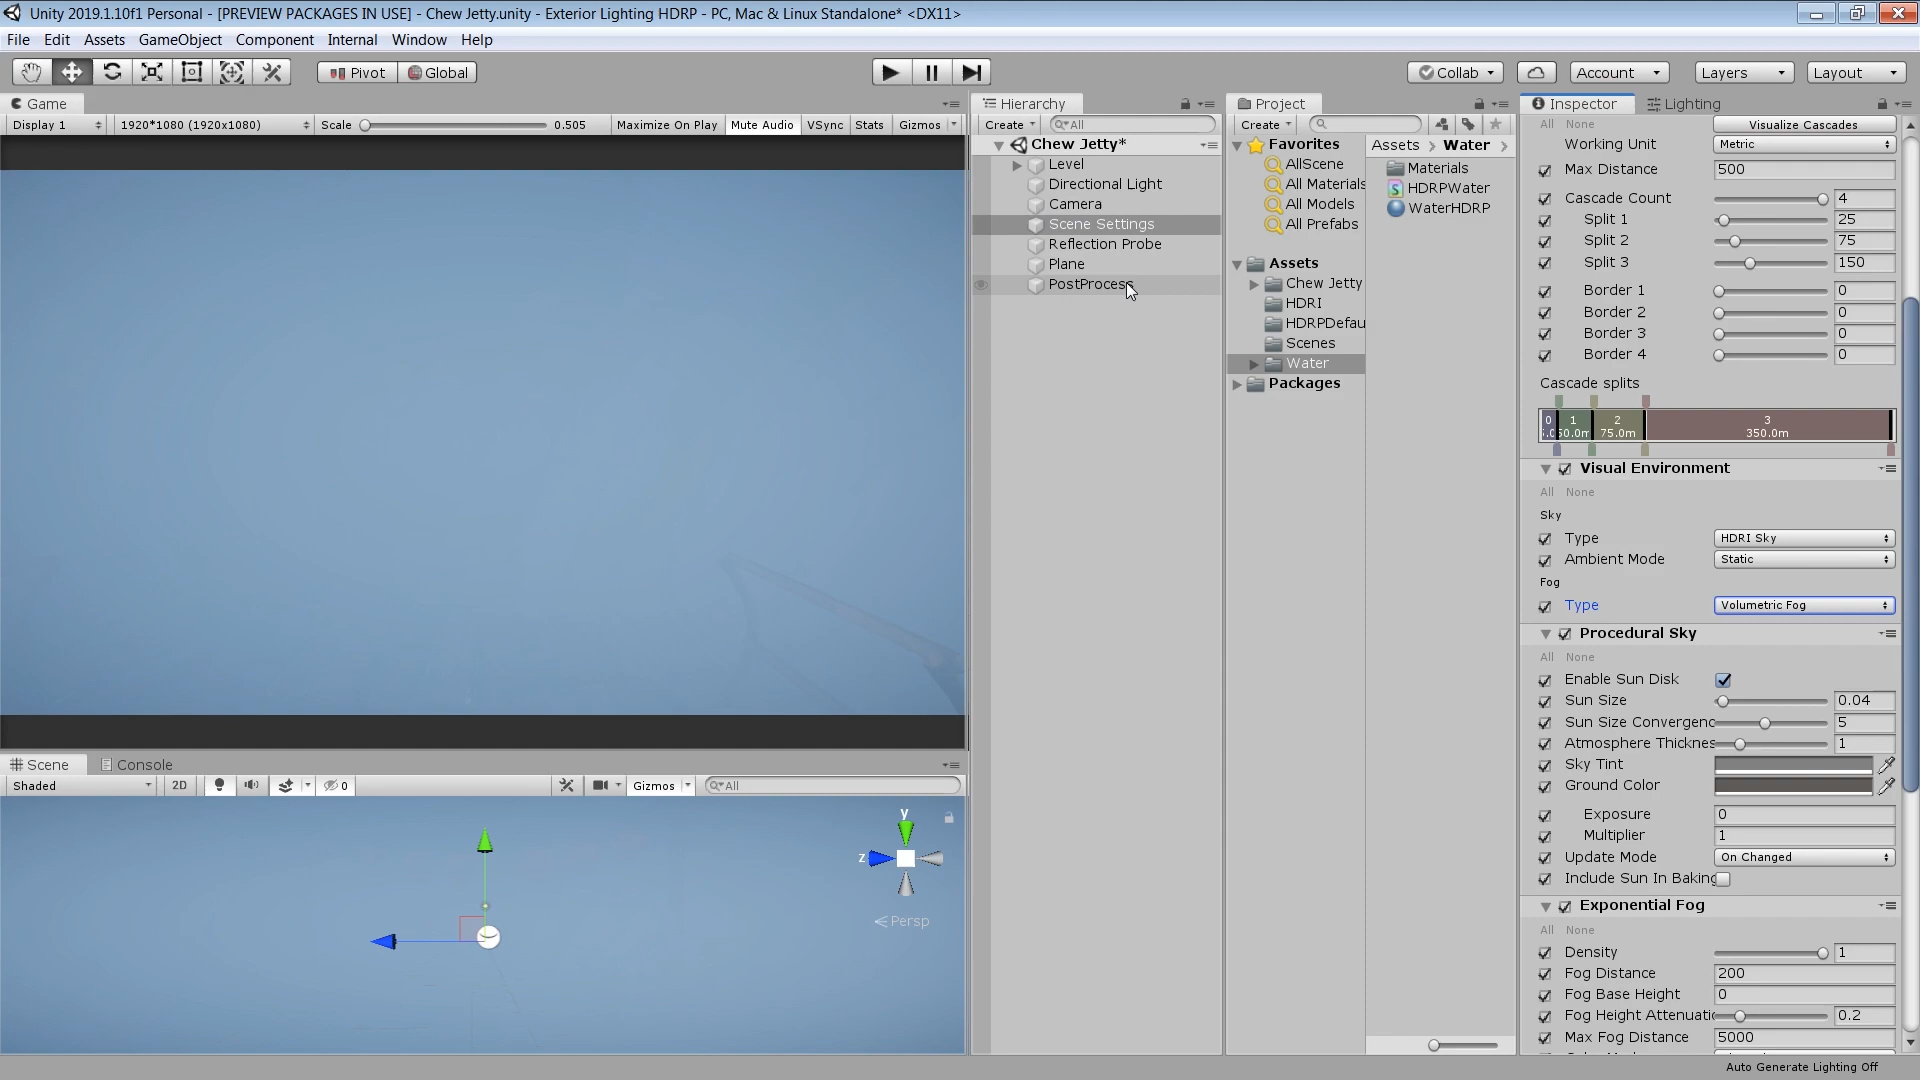 Unity 2019.1.10f1 Personal - [PREVIEW PACKAGES IN USE] - Chew Jetty.unity - Exterior Lighting HDRP - PC, Mac & Linux Standalone* <DX11>
File Edit Assets GameObject Component Internal Window Help
Pivot Global Collab Account Layers Layout
Game
Display 1 1920*1080 (1920x1080) Scale 0.505 Maximize On Play Mute Audio VSync Stats Gizmos
Hierarchy
Create All
Chew Jetty*
Level
Directional Light
Camera
Scene Settings
Reflection Probe
Plane
PostProcess
Project
Create
Favorites
AllScene
All Materials
All Models
All Prefabs
Assets
Chew Jetty
HDRI
HDRPDefau
Scenes
Water
Packages
Assets Water
Materials
HDRPWater
WaterHDRP
Inspector Lighting
All None Visualize Cascades
Working Unit Metric
Max Distance 500
Cascade Count 4
Split 1 25
Split 2 75
Split 3 150
Border 1 0
Border 2 0
Border 3 0
Border 4 0
Cascade splits
0 1 2 3
75.0m 350.0m
Visual Environment
All None
Sky
Type HDRI Sky
Ambient Mode Static
Fog
Type Volumetric Fog
Procedural Sky
All None
Enable Sun Disk
Sun Size 0.04
Sun Size Convergenc 5
Atmosphere Thicknes 1
Sky Tint
Ground Color
Exposure 0
Multiplier 1
Update Mode On Changed
Include Sun In Baking
Exponential Fog
All None
Density 1
Fog Distance 200
Fog Base Height 0
Fog Height Attenuati 0.2
Max Fog Distance 5000
Scene Console
Shaded 2D 0 Gizmos All
y
z
Persp
Auto Generate Lighting Off